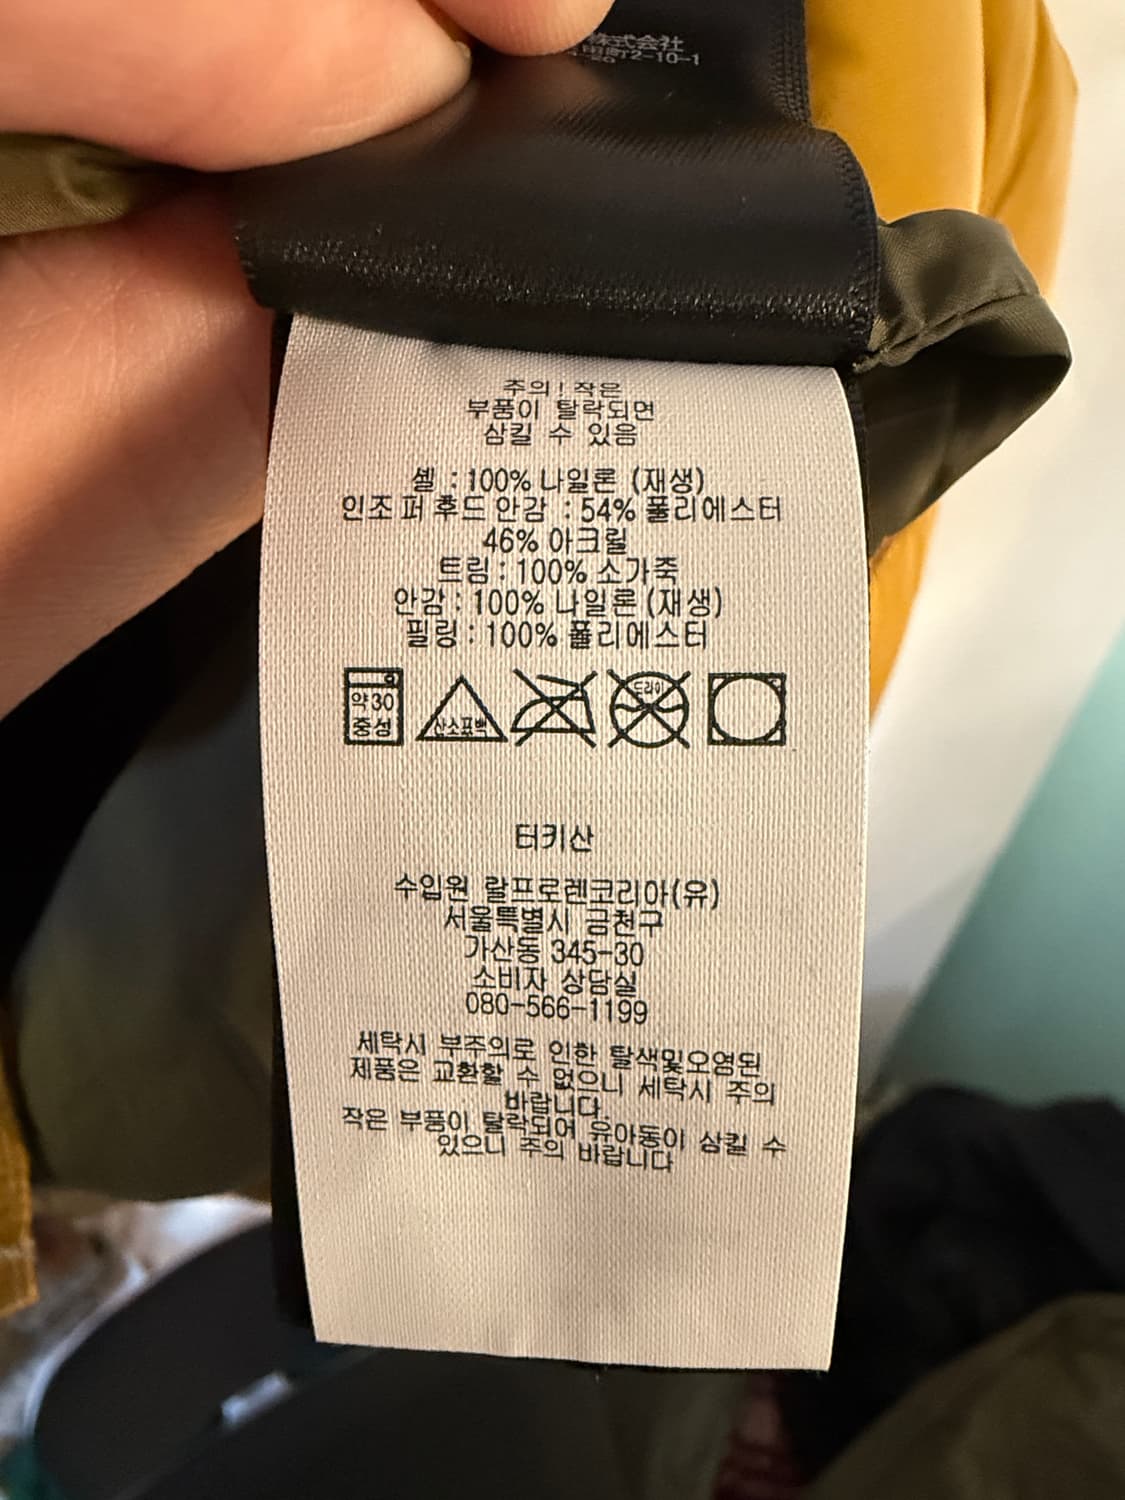 株式会社
2-10-1
주의! 작은
부품이 탈락되면
삼킬 수 있음
셸 : 100% 나일론 (재생)
인조 퍼 후드 안감 : 54% 폴리에스터
46% 아크릴
트림 : 100% 소가죽
안감 : 100% 나일론 (재생)
필링 : 100% 폴리에스터
약30
중성
산소표백
드라이
터키산
수입원 랄프로렌코리아(유)
서울특별시 금천구
가산동 345-30
소비자 상담실
080-566-1199
세탁시 부주의로 인한 탈색및오염된
제품은 교환할 수 없으니 세탁시 주의
바랍니다.
작은 부품이 탈락되어 유아동이 삼킬 수
있으니 주의 바랍니다